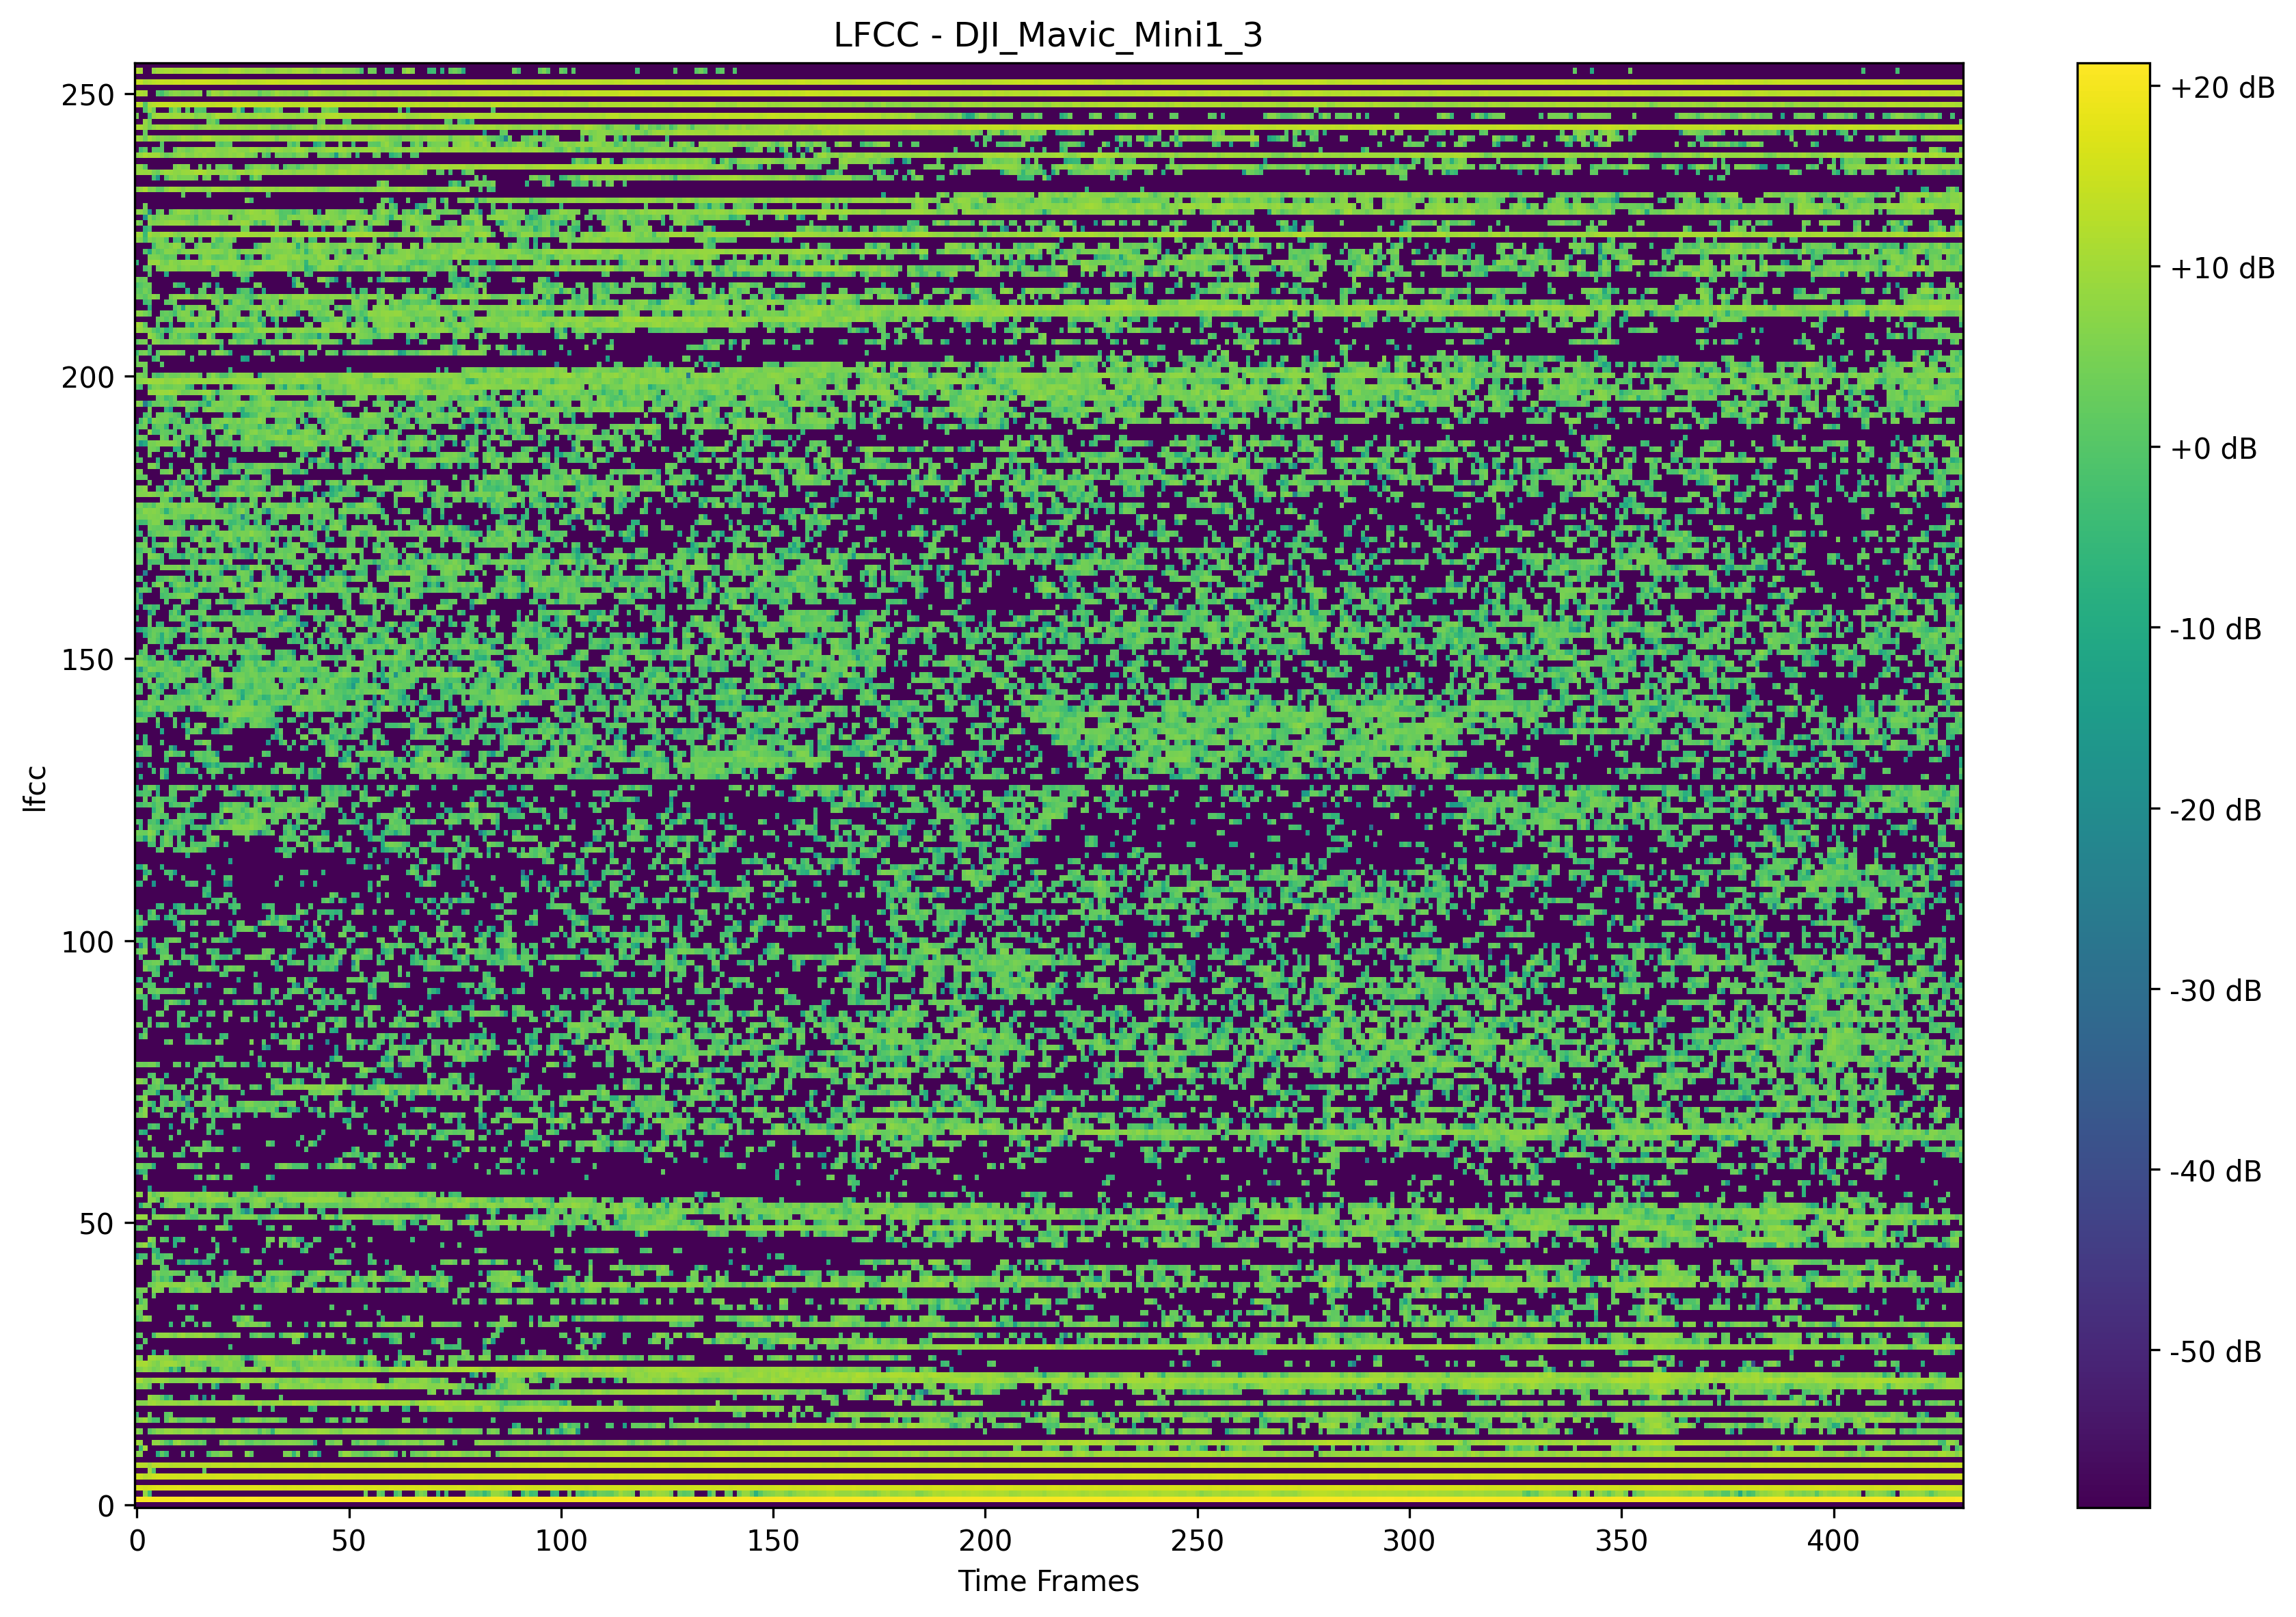 LFCC - DJI_Mavic_Mini1_3
250
200
150
100
50
0
lfcc
0
50
100
150
200
250
300
350
400
Time Frames
+20 dB
+10 dB
+0 dB
-10 dB
-20 dB
-30 dB
-40 dB
-50 dB